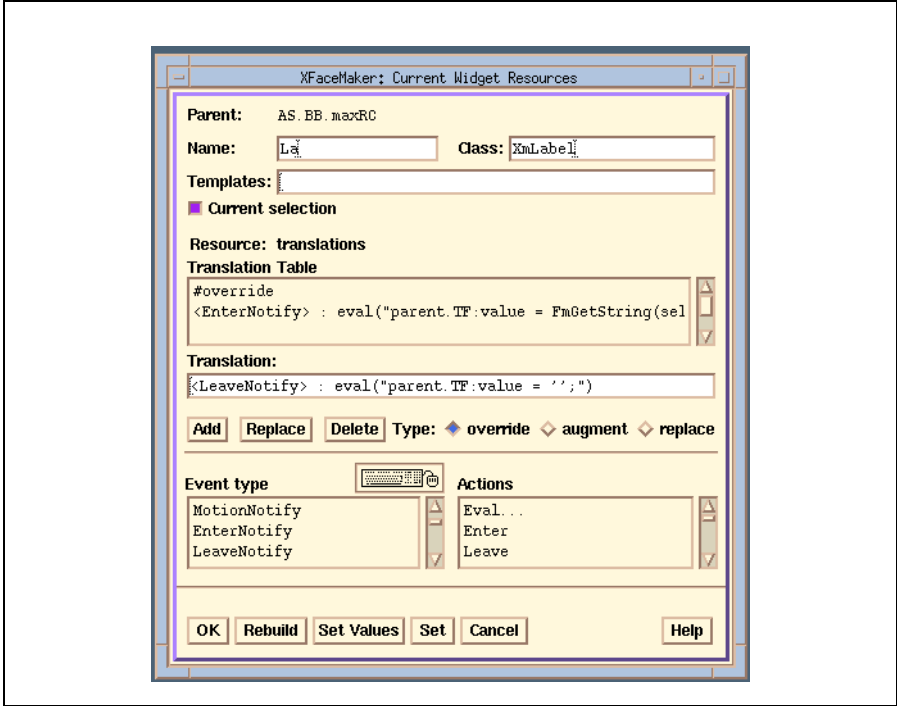 XFaceMaker: Current Widget Resources
Parent: AS.BB.maxRC
Name: La Class: XmLabel
Templates:
Current selection
Resource: translations
Translation Table
#override
<EnterNotify> : eval("parent.TF:value = FmGetString(sel
Translation:
<LeaveNotify> : eval("parent.TF:value = '';")
Add Replace Delete Type: override augment replace
Event type Actions
MotionNotify Eval...
EnterNotify Enter
LeaveNotify Leave
OK Rebuild Set Values Set Cancel Help